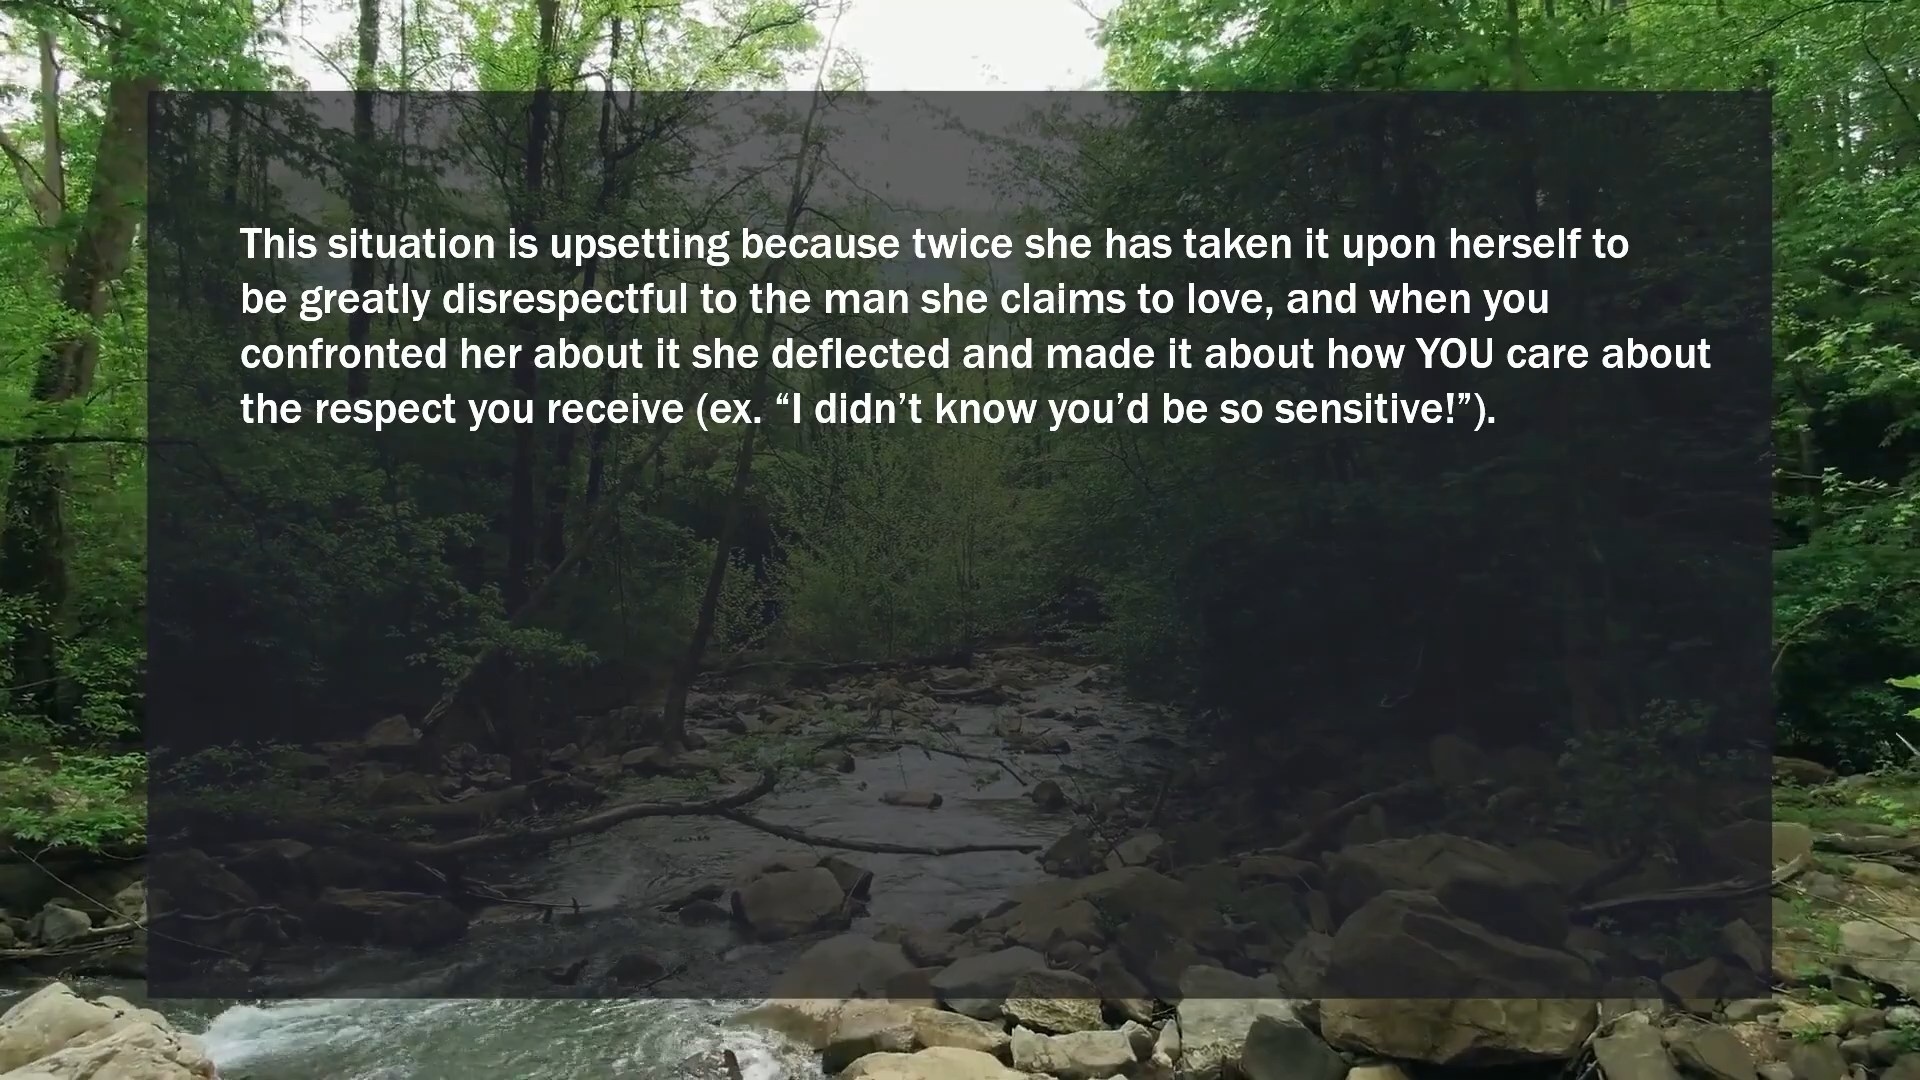 This situation is upsetting because twice she has taken it upon herself to
be greatly disrespectful to the man she claims to love, and when you
confronted her about it she deflected and made it about how YOU care about
the respect you receive (ex. “I didn’t know you’d be so sensitive!”).